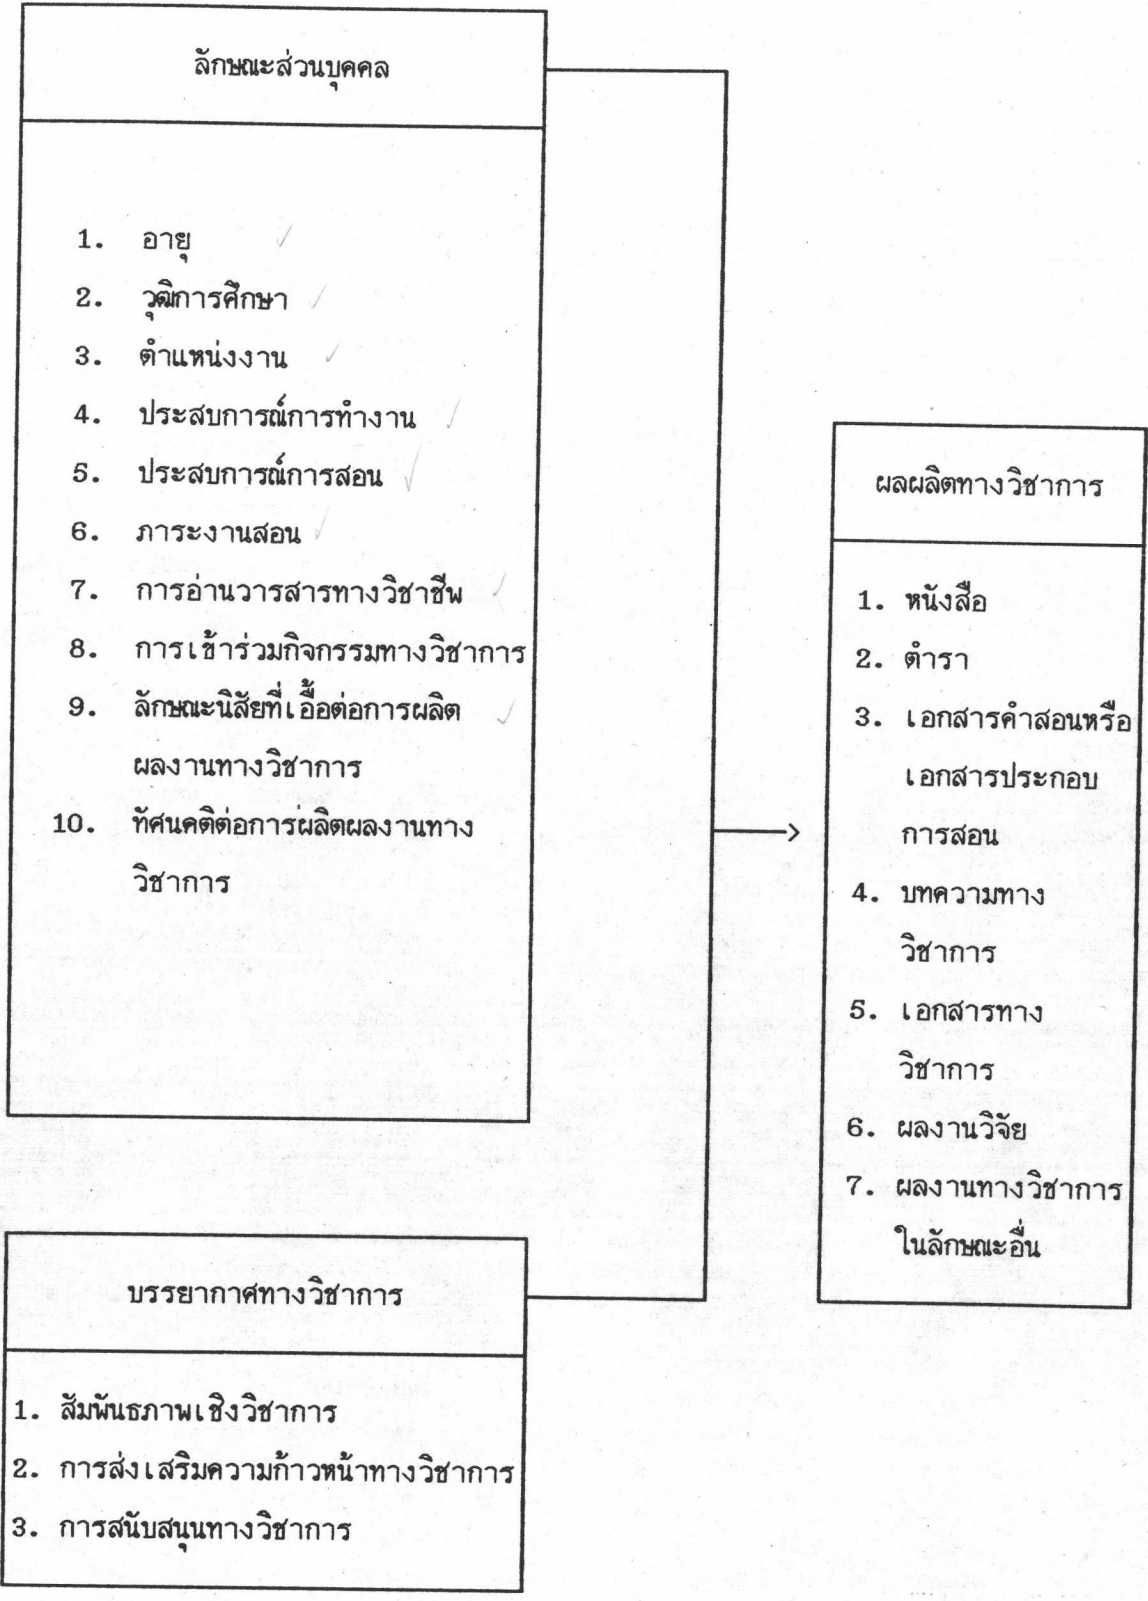 ลักษณะส่วนบุคคล
1. อายุ
2. วุฒิการศึกษา
3. ตำแหน่งงาน
4. ประสบการณ์การทำงาน
5. ประสบการณ์การสอน
6. ภาระงานสอน
7. การอ่านวารสารทางวิชาชีพ
8. การเข้าร่วมกิจกรรมทางวิชาการ
9. ลักษณะนิสัยที่เอื้อต่อการผลิต
ผลงานทางวิชาการ
10. ทัศนคติต่อการผลิตผลงานทาง
วิชาการ
บรรยากาศทางวิชาการ
1. สัมพันธภาพเชิงวิชาการ
2. การส่งเสริมความก้าวหน้าทางวิชาการ
3. การสนับสนุนทางวิชาการ
ผลผลิตทางวิชาการ
1. หนังสือ
2. ตำรา
3. เอกสารคำสอนหรือ
เอกสารประกอบ
การสอน
4. บทความทาง
วิชาการ
5. เอกสารทาง
วิชาการ
6. ผลงานวิจัย
7. ผลงานทางวิชาการ
ในลักษณะอื่น